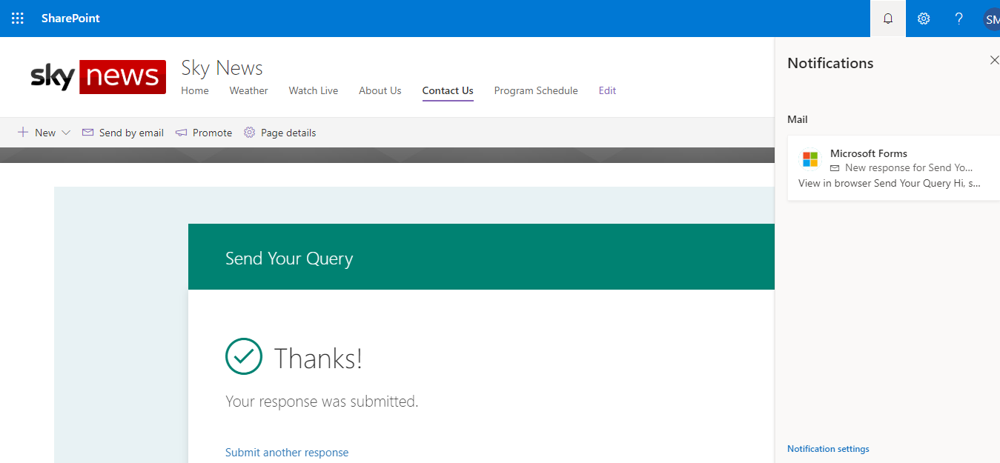 SharePoint
?
SM
sky news
Sky News
Home Weather Watch Live About Us Contact Us Program Schedule Edit
New Send by email Promote Page details
Send Your Query
Thanks!
Your response was submitted.
Submit another response
Notifications
Mail
Microsoft Forms
New response for Send Yo...
View in browser Send Your Query Hi, s...
Notification settings